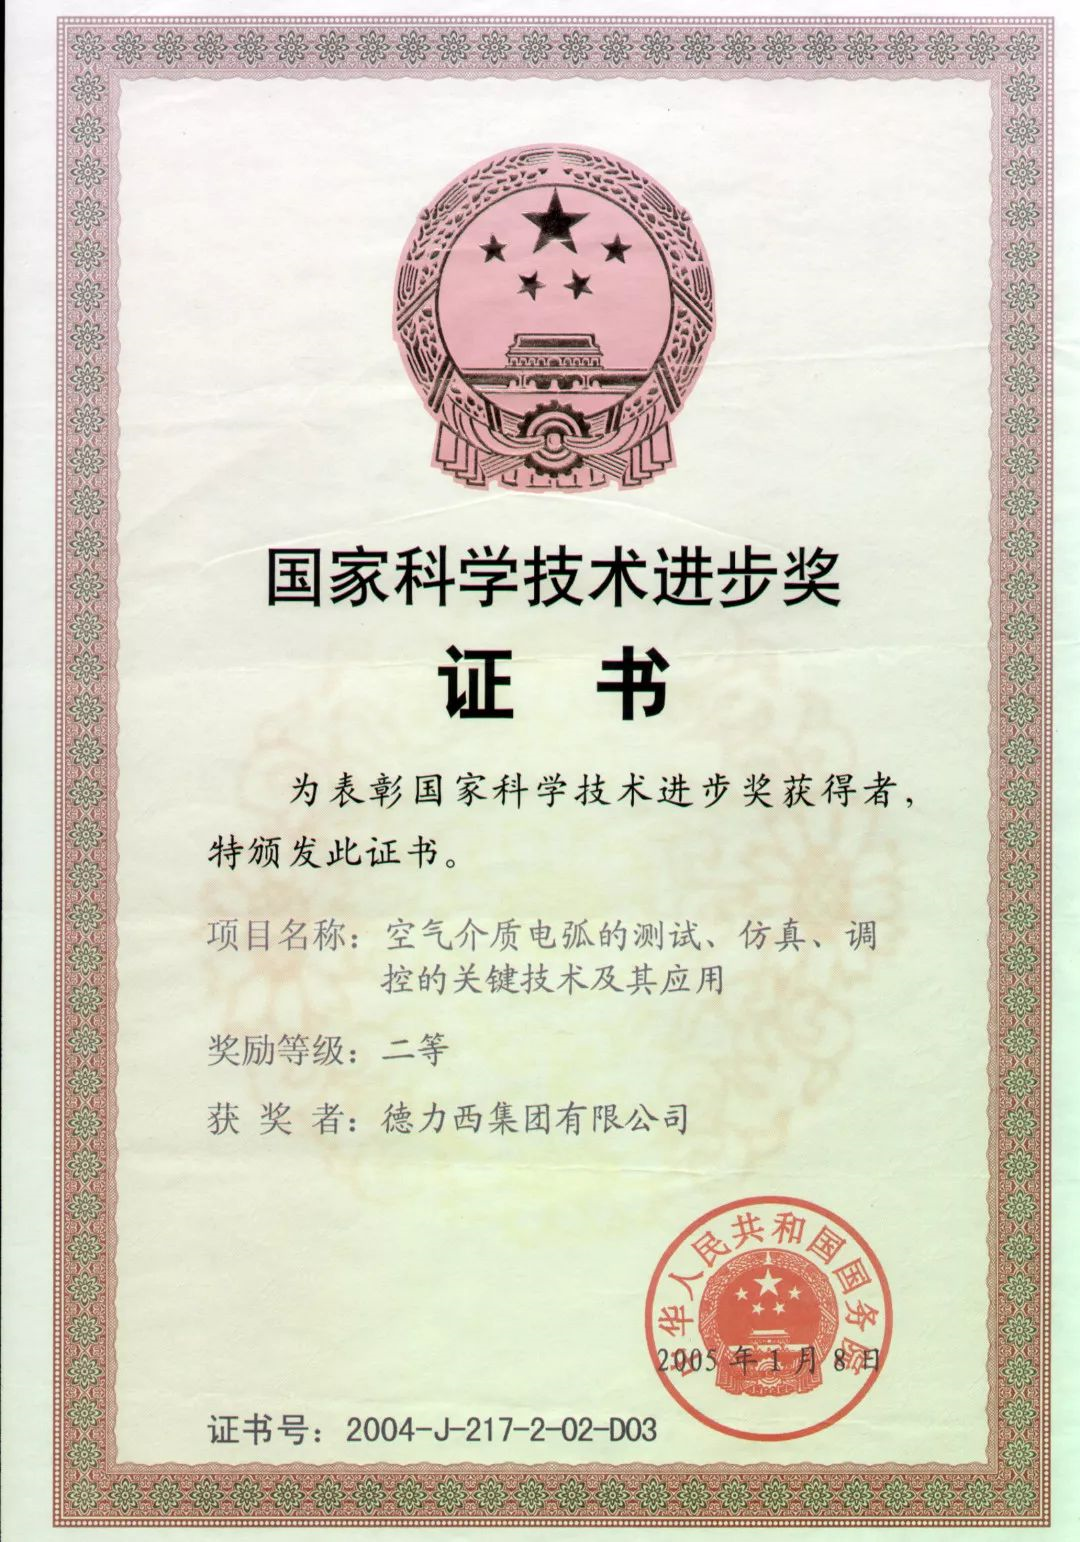 国家科学技术进步奖
证 书
为表彰国家科学技术进步奖获得者，
特颁发此证书。
项目名称：空气介质电弧的测试、仿真、调
控的关键技术及其应用
奖励等级：二等
获 奖 者：德力西集团有限公司
中华人民共和国国务院
2005 年 1 月 8 日
证书号：2004-J-217-2-02-D03